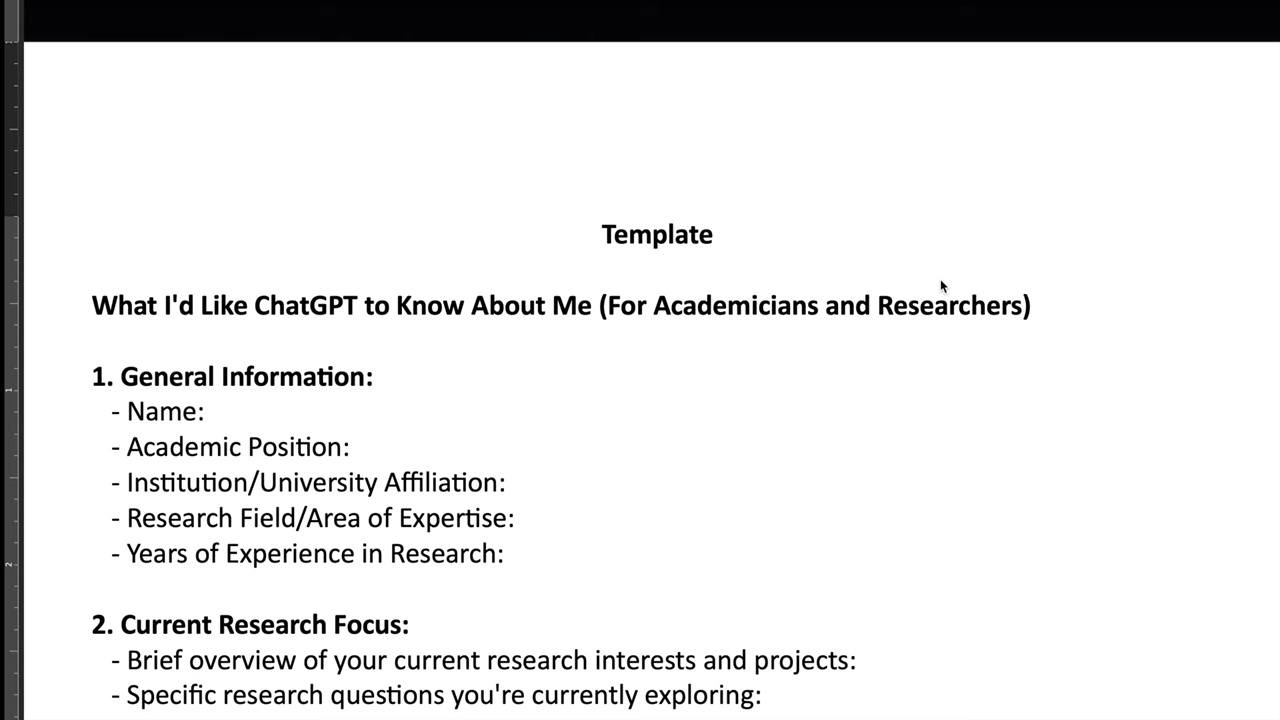 Template
What I'd Like ChatGPT to Know About Me (For Academicians and Researchers)
1. General Information:
- Name:
- Academic Position:
- Institution/University Affiliation:
- Research Field/Area of Expertise:
- Years of Experience in Research:
2. Current Research Focus:
- Brief overview of your current research interests and projects:
- Specific research questions you're currently exploring:
1
2